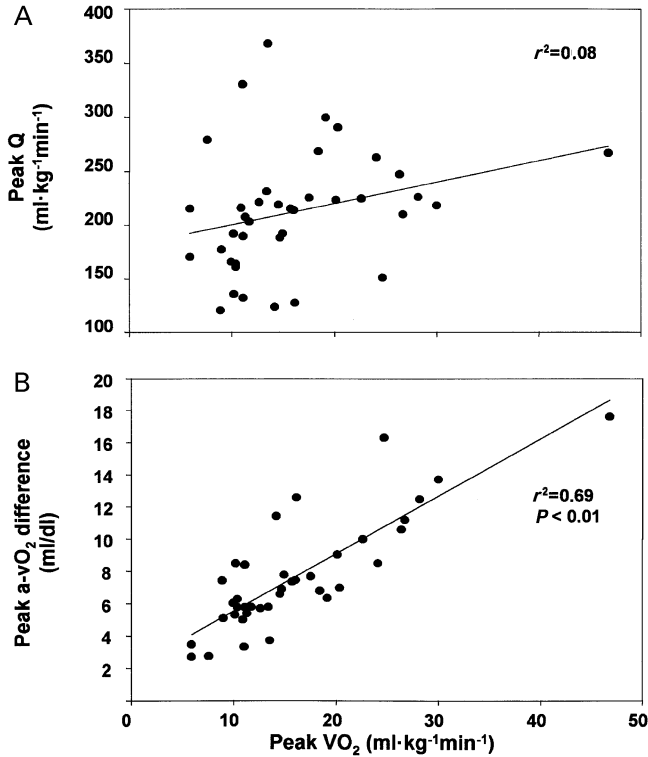 A
400
350
300
250
200
150
100
Peak Q
(ml·kg⁻¹min⁻¹)
r²=0.08
B
20
18
16
14
12
10
8
6
4
2
Peak a-vO₂ difference
(ml/dl)
r²=0.69
P < 0.01
0 10 20 30 40 50
Peak VO₂ (ml·kg⁻¹min⁻¹)